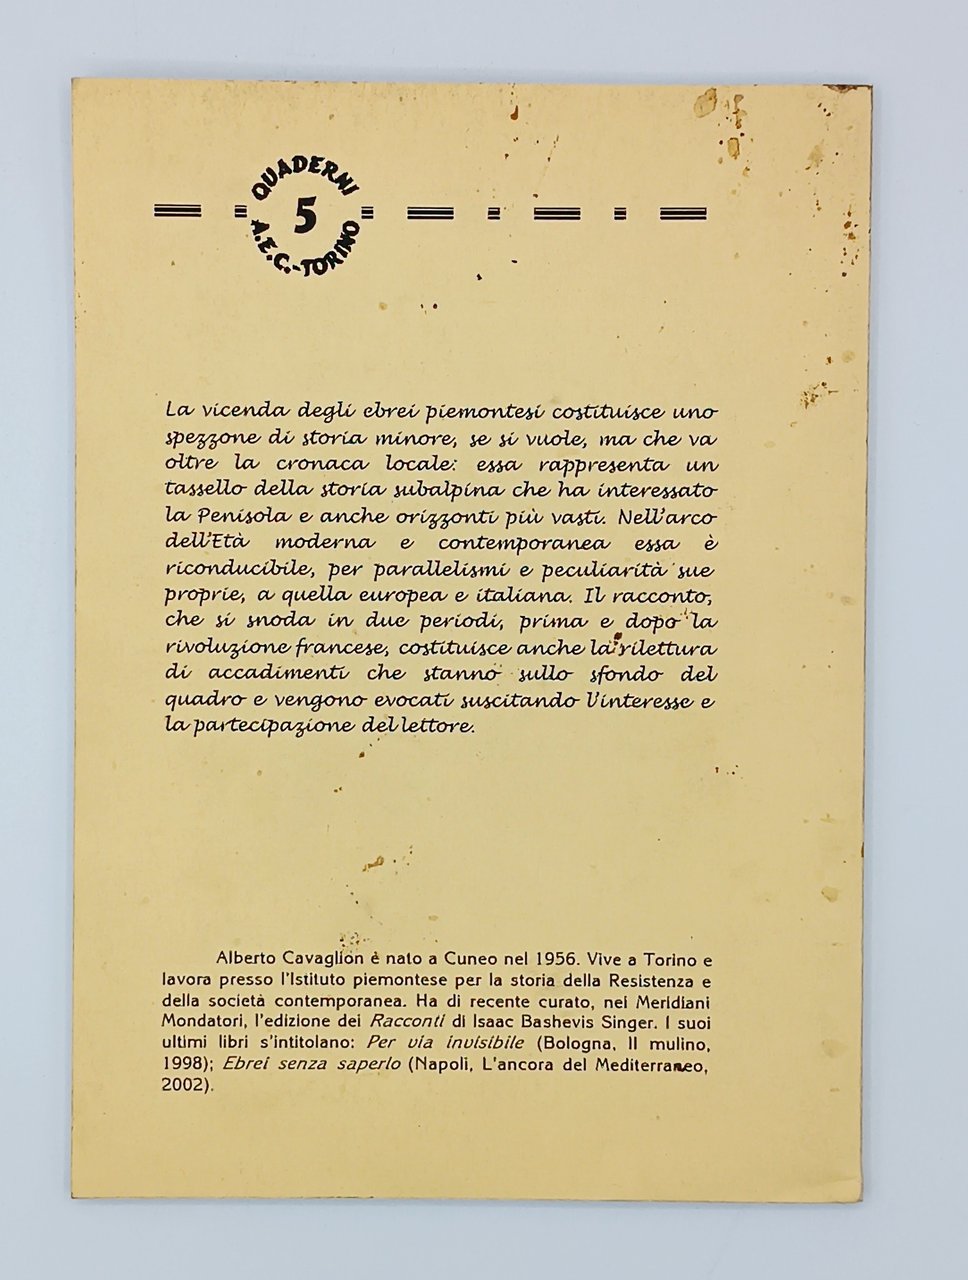 QUADERNI
5
A.E.C.-TORINO
La vicenda degli ebrei piemontesi costituisce uno
spezzone di storia minore, se si vuole, ma che va
oltre la cronaca locale: essa rappresenta un
tassello della storia subalpina che ha interessato
la Penisola e anche orizzonti più vasti. Nell'arco
dell'Età moderna e contemporanea essa è
riconducibile, per parallelismi e peculiarità sue
proprie, a quella europea e italiana. Il racconto,
che si snoda in due periodi, prima e dopo la
rivoluzione francese, costituisce anche la rilettura
di accadimenti che stanno sullo sfondo del
quadro e vengono evocati suscitando l'interesse e
la partecipazione del lettore.
Alberto Cavaglion è nato a Cuneo nel 1956. Vive a Torino e
lavora presso l'Istituto piemontese per la storia della Resistenza e
della società contemporanea. Ha di recente curato, nei Meridiani
Mondatori, l'edizione dei Racconti di Isaac Bashevis Singer. I suoi
ultimi libri s'intitolano: Per via invisibile (Bologna, Il mulino,
1998); Ebrei senza saperlo (Napoli, L'ancora del Mediterraneo,
2002).